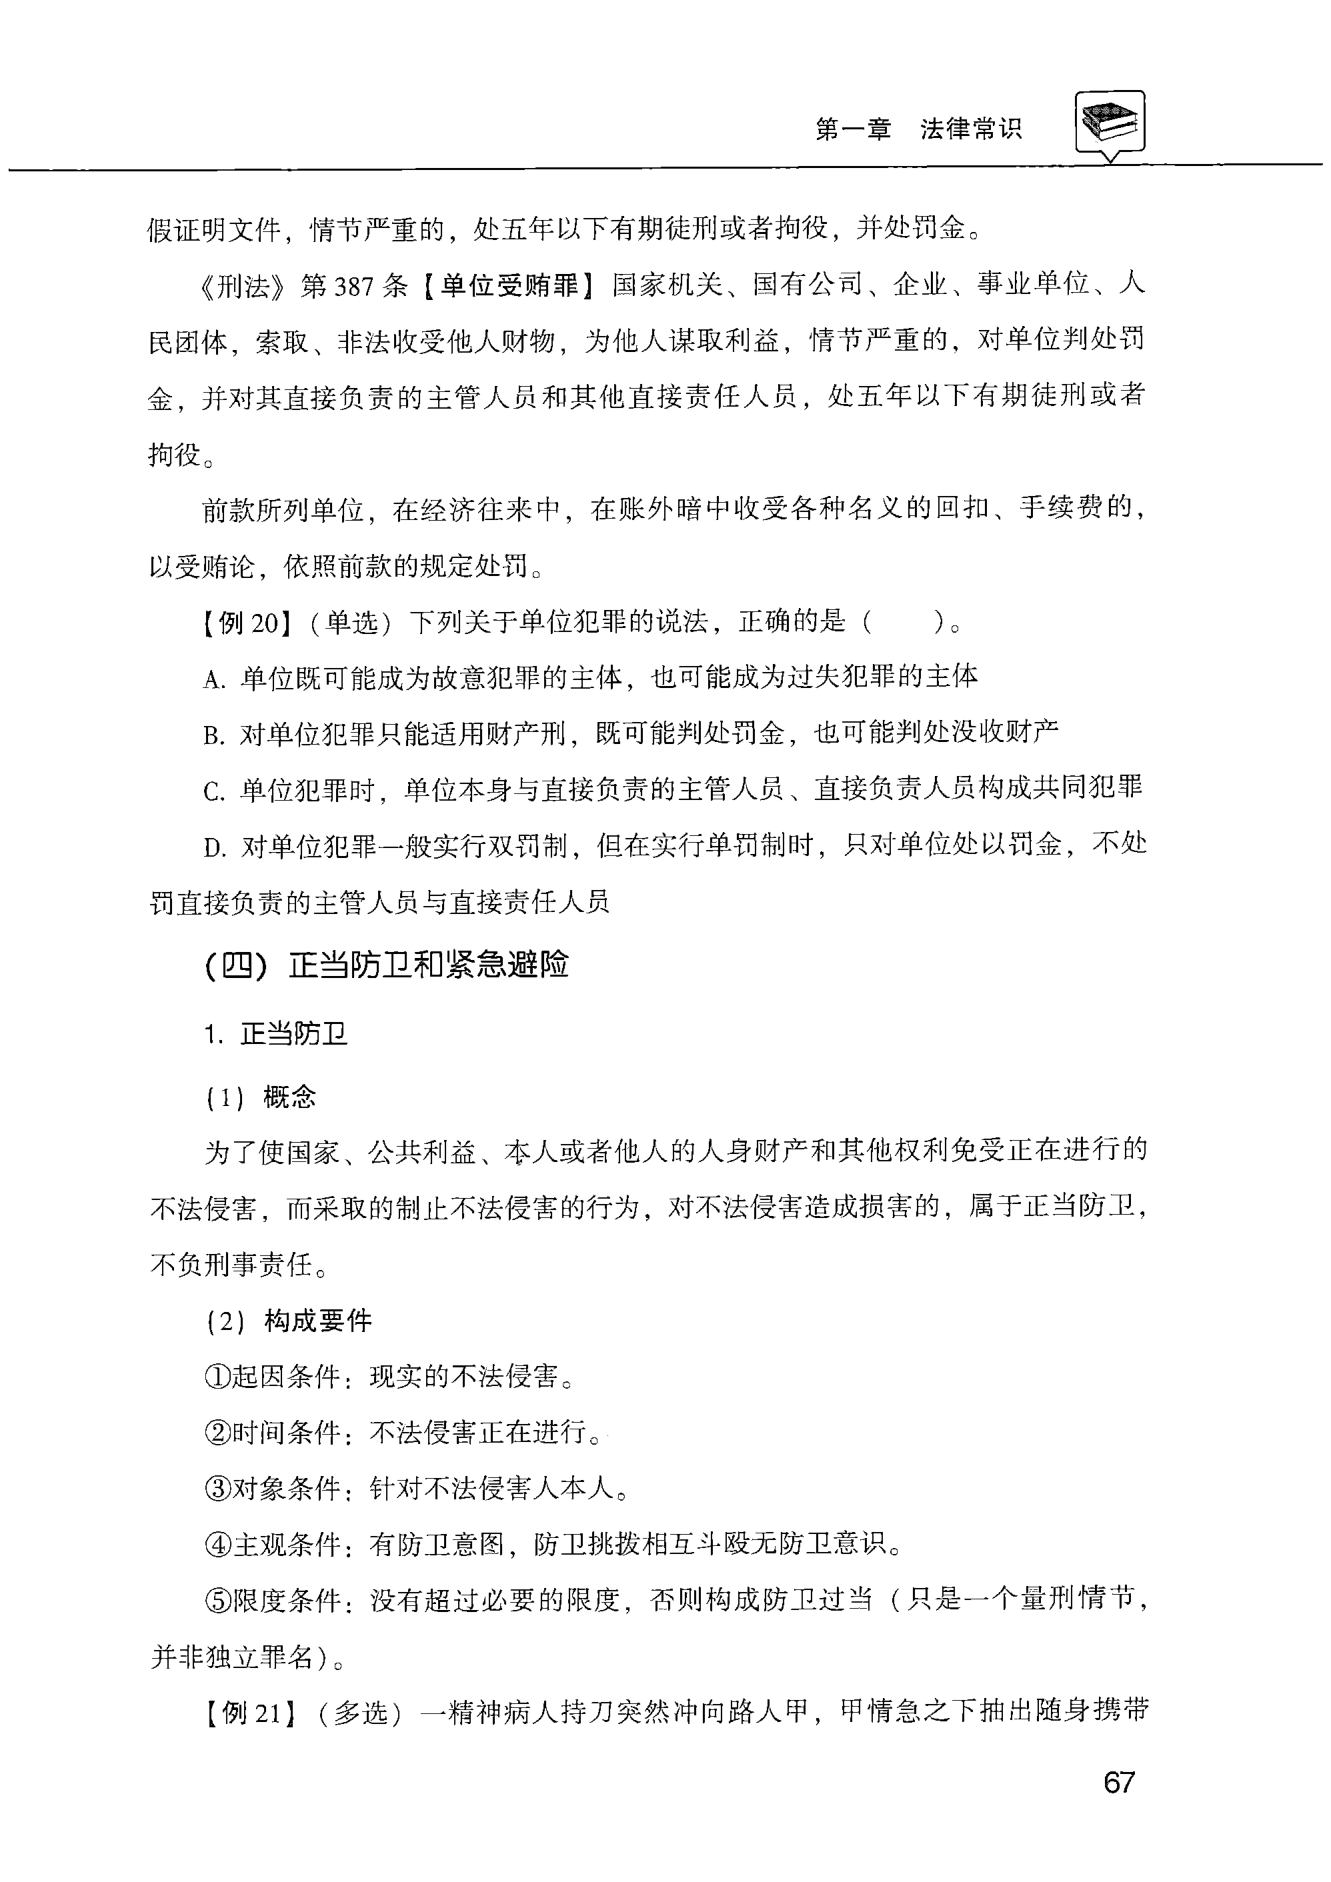 第一章　法律常识
假证明文件，情节严重的，处五年以下有期徒刑或者拘役，并处罚金。
《刑法》第 387 条【单位受贿罪】国家机关、国有公司、企业、事业单位、人
民团体，索取、非法收受他人财物，为他人谋取利益，情节严重的，对单位判处罚
金，并对其直接负责的主管人员和其他直接责任人员，处五年以下有期徒刑或者
拘役。
前款所列单位，在经济往来中，在账外暗中收受各种名义的回扣、手续费的，
以受贿论，依照前款的规定处罚。
【例 20】（单选）下列关于单位犯罪的说法，正确的是（　　）。
A. 单位既可能成为故意犯罪的主体，也可能成为过失犯罪的主体
B. 对单位犯罪只能适用财产刑，既可能判处罚金，也可能判处没收财产
C. 单位犯罪时，单位本身与直接负责的主管人员、直接负责人员构成共同犯罪
D. 对单位犯罪一般实行双罚制，但在实行单罚制时，只对单位处以罚金，不处
罚直接负责的主管人员与直接责任人员
（四）正当防卫和紧急避险
1. 正当防卫
（1）概念
为了使国家、公共利益、本人或者他人的人身财产和其他权利免受正在进行的
不法侵害，而采取的制止不法侵害的行为，对不法侵害造成损害的，属于正当防卫，
不负刑事责任。
（2）构成要件
①起因条件：现实的不法侵害。
②时间条件：不法侵害正在进行。
③对象条件：针对不法侵害人本人。
④主观条件：有防卫意图，防卫挑拨相互斗殴无防卫意识。
⑤限度条件：没有超过必要的限度，否则构成防卫过当（只是一个量刑情节，
并非独立罪名）。
【例 21】（多选）一精神病人持刀突然冲向路人甲，甲情急之下抽出随身携带
67